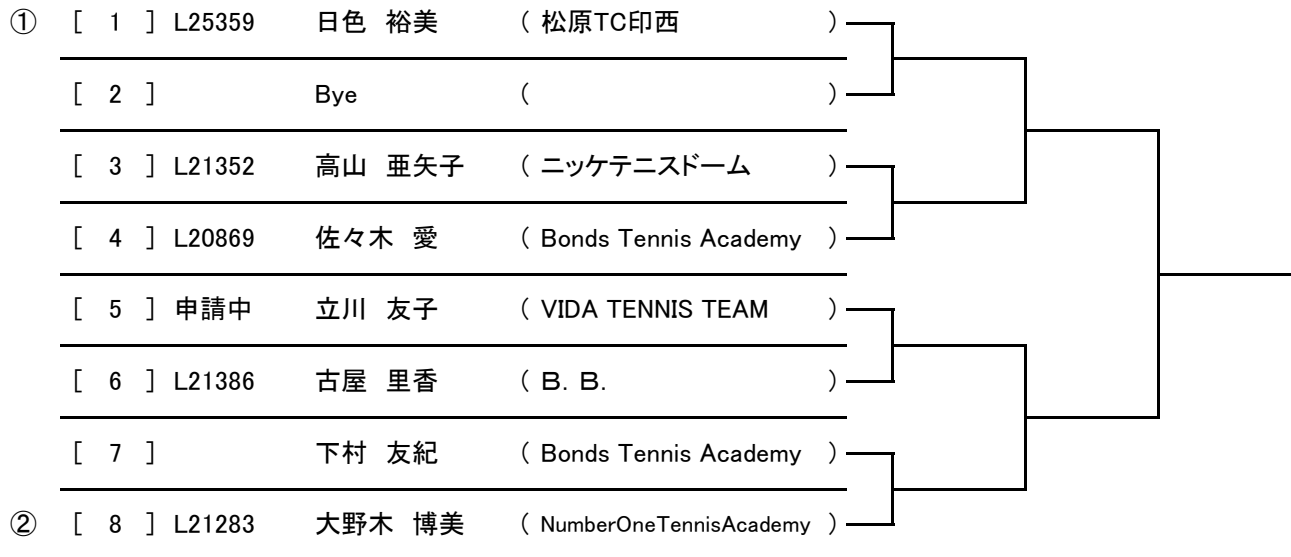 ① [ 1 ] L25359 日色 裕美 ( 松原TC印西 )
[ 2 ] Bye ( )
[ 3 ] L21352 高山 亜矢子 ( ニッケテニスドーム )
[ 4 ] L20869 佐々木 愛 ( Bonds Tennis Academy )
[ 5 ] 申請中 立川 友子 ( VIDA TENNIS TEAM )
[ 6 ] L21386 古屋 里香 ( Ｂ．Ｂ． )
[ 7 ] 下村 友紀 ( Bonds Tennis Academy )
② [ 8 ] L21283 大野木 博美 ( NumberOneTennisAcademy )